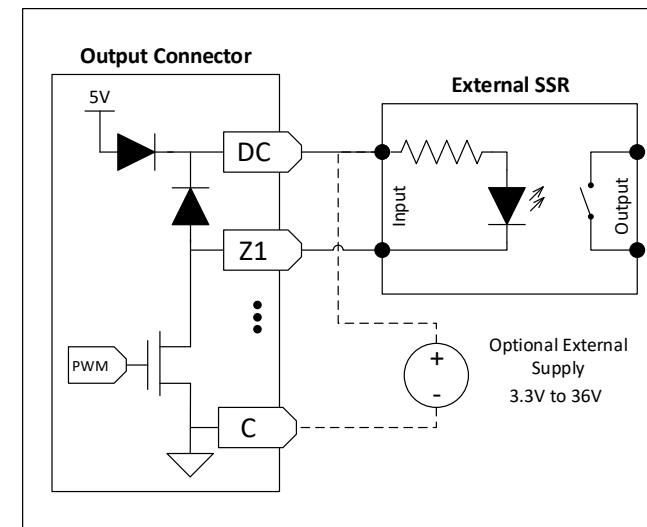 Output Connector
External SSR
5V
DC
Input
Output
Z1
PWM
+
-
Optional External
Supply
3.3V to 36V
C